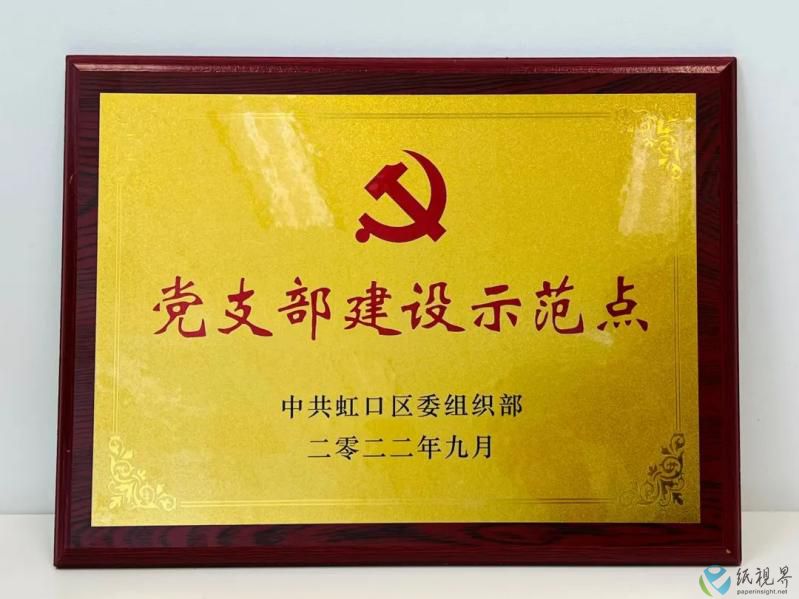 党支部建设示范点
中共虹口区委组织部
二零二二年九月
纸视界
paperinsight.net